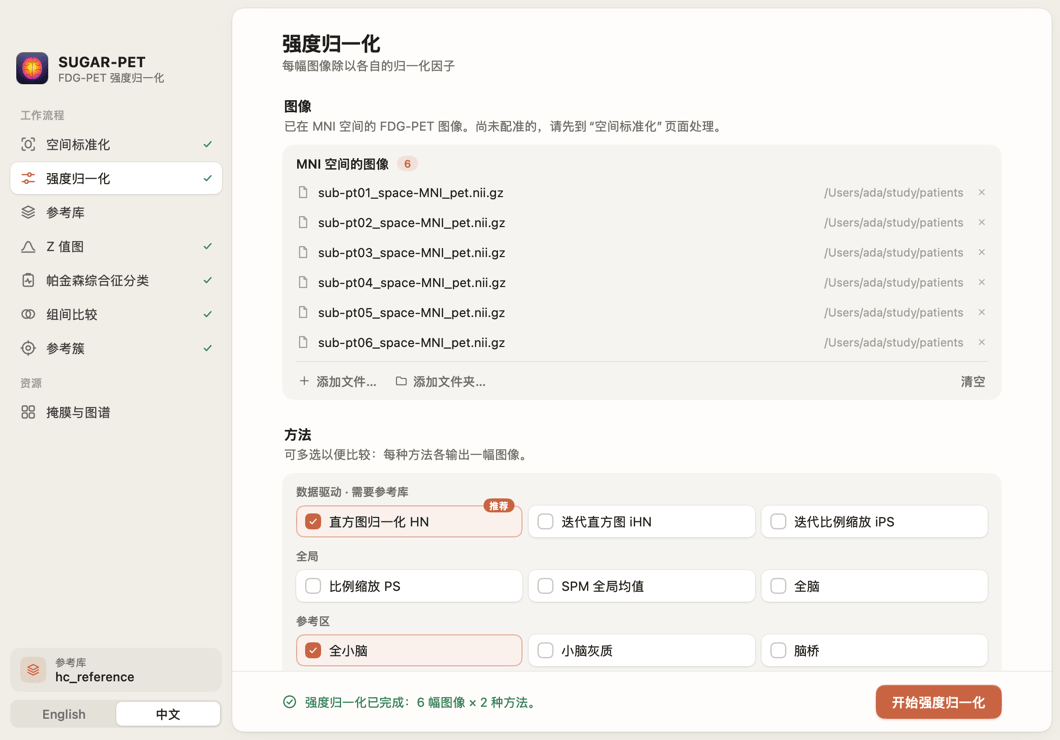 SUGAR-PET
FDG-PET 强度归一化
工作流程
空间标准化
强度归一化
参考库
Z 值图
帕金森综合征分类
组间比较
参考簇
资源
掩膜与图谱
参考库
hc_reference
English
中文
强度归一化
每幅图像除以各自的归一化因子
图像
已在 MNI 空间的 FDG-PET 图像。尚未配准的，请先到 “空间标准化” 页面处理。
MNI 空间的图像 6
sub-pt01_space-MNI_pet.nii.gz /Users/ada/study/patients ×
sub-pt02_space-MNI_pet.nii.gz /Users/ada/study/patients ×
sub-pt03_space-MNI_pet.nii.gz /Users/ada/study/patients ×
sub-pt04_space-MNI_pet.nii.gz /Users/ada/study/patients ×
sub-pt05_space-MNI_pet.nii.gz /Users/ada/study/patients ×
sub-pt06_space-MNI_pet.nii.gz /Users/ada/study/patients ×
+ 添加文件... 添加文件夹... 清空
方法
可多选以便比较：每种方法各输出一幅图像。
数据驱动 · 需要参考库
推荐
直方图归一化 HN 迭代直方图 iHN 迭代比例缩放 iPS
全局
比例缩放 PS SPM 全局均值 全脑
参考区
全小脑 小脑灰质 脑桥
强度归一化已完成：6 幅图像 × 2 种方法。 开始强度归一化